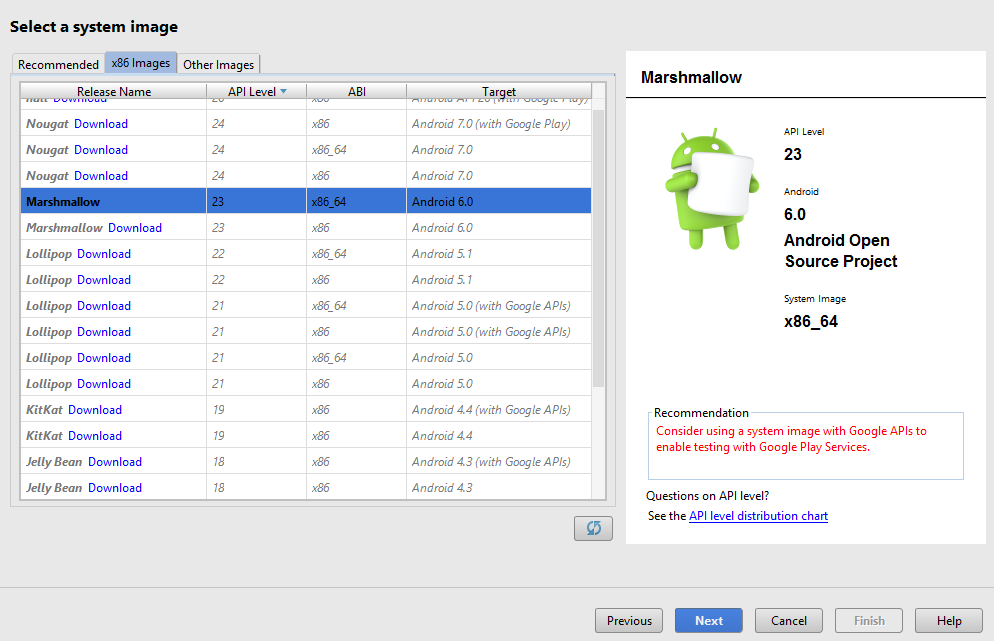 Select a system image
Recommended x86 Images Other Images
Release Name API Level ABI Target
Download
Nougat Download 24 x86 Android 7.0 (with Google Play)
Nougat Download 24 x86_64 Android 7.0
Nougat Download 24 x86 Android 7.0
Marshmallow 23 x86_64 Android 6.0
Marshmallow Download 23 x86 Android 6.0
Lollipop Download 22 x86_64 Android 5.1
Lollipop Download 22 x86 Android 5.1
Lollipop Download 21 x86_64 Android 5.0 (with Google APIs)
Lollipop Download 21 x86 Android 5.0 (with Google APIs)
Lollipop Download 21 x86_64 Android 5.0
Lollipop Download 21 x86 Android 5.0
KitKat Download 19 x86 Android 4.4 (with Google APIs)
KitKat Download 19 x86 Android 4.4
Jelly Bean Download 18 x86 Android 4.3 (with Google APIs)
Jelly Bean Download 18 x86 Android 4.3
Marshmallow
API Level
23
Android
6.0
Android Open
Source Project
System Image
x86_64
Recommendation
Consider using a system image with Google APIs to
enable testing with Google Play Services.
Questions on API level?
See the API level distribution chart
Previous Next Cancel Finish Help